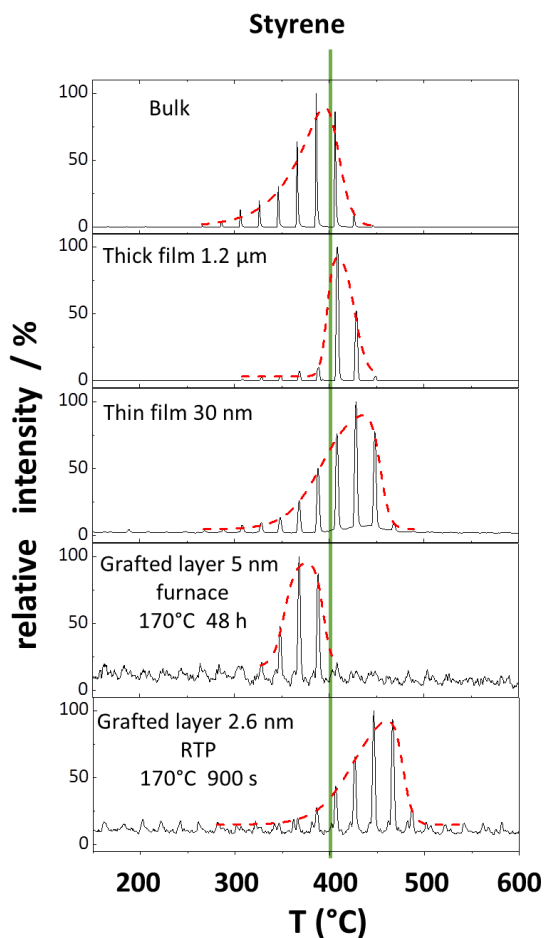 Styrene
relative intensity / %
100
50
0
Bulk
100
50
0
Thick film 1.2 µm
100
50
0
Thin film 30 nm
100
50
0
Grafted layer 5 nm
furnace
170°C 48 h
100
50
0
Grafted layer 2.6 nm
RTP
170°C 900 s
200 300 400 500 600
T (°C)